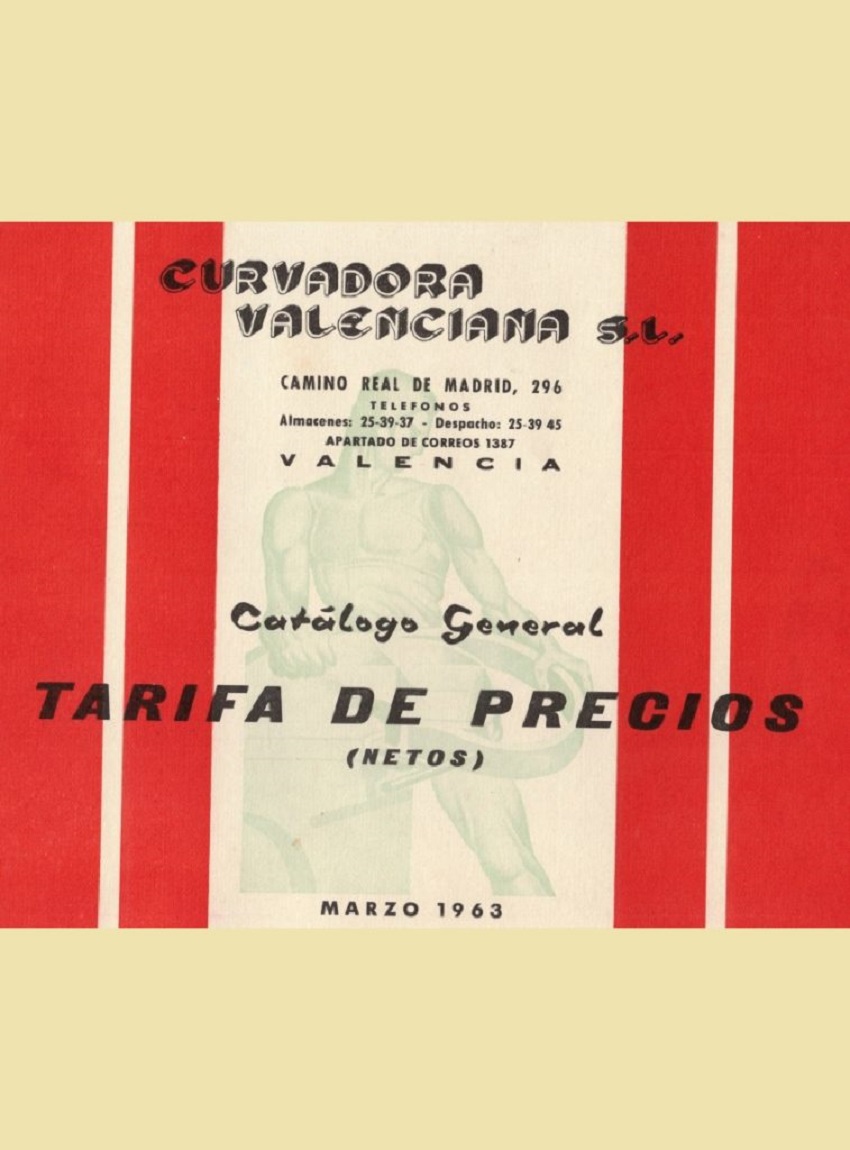 CURVADORA
VALENCIANA S.L.
CAMINO REAL DE MADRID, 296
TELEFONOS
Almacenes: 25-39-37 - Despacho: 25-39 45
APARTADO DE CORREOS 1387
VALENCIA
Catálogo General
TARIFA DE PRECIOS
(NETOS)
MARZO 1963